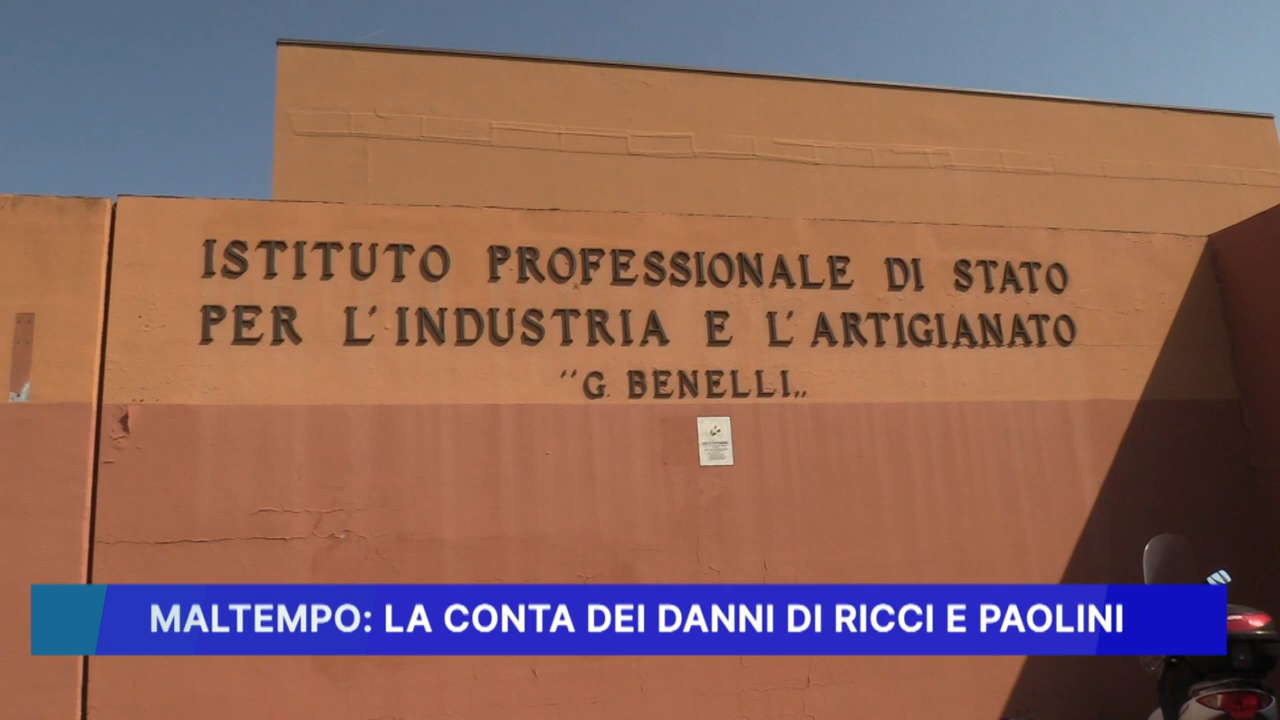 ISTITUTO PROFESSIONALE DI STATO
PER L'INDUSTRIA E L'ARTIGIANATO
"G. BENELLI„
MALTEMPO: LA CONTA DEI DANNI DI RICCI E PAOLINI